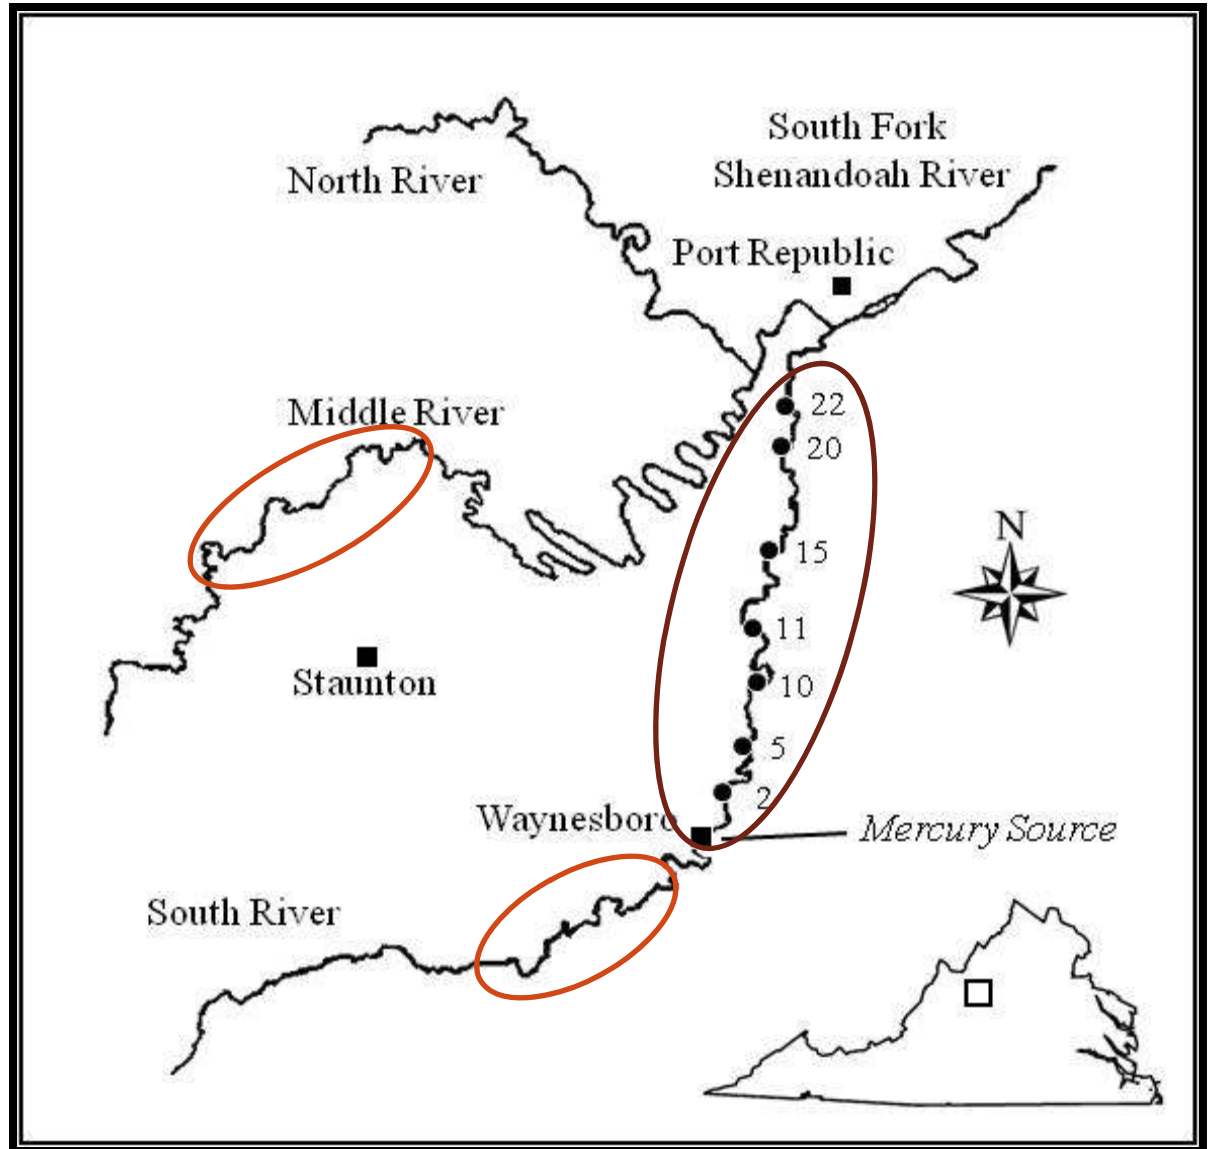 South Fork
Shenandoah River
North River
Port Republic
Middle River
22
20
N
15
11
Staunton
10
5
2
Waynesboro
Mercury Source
South River